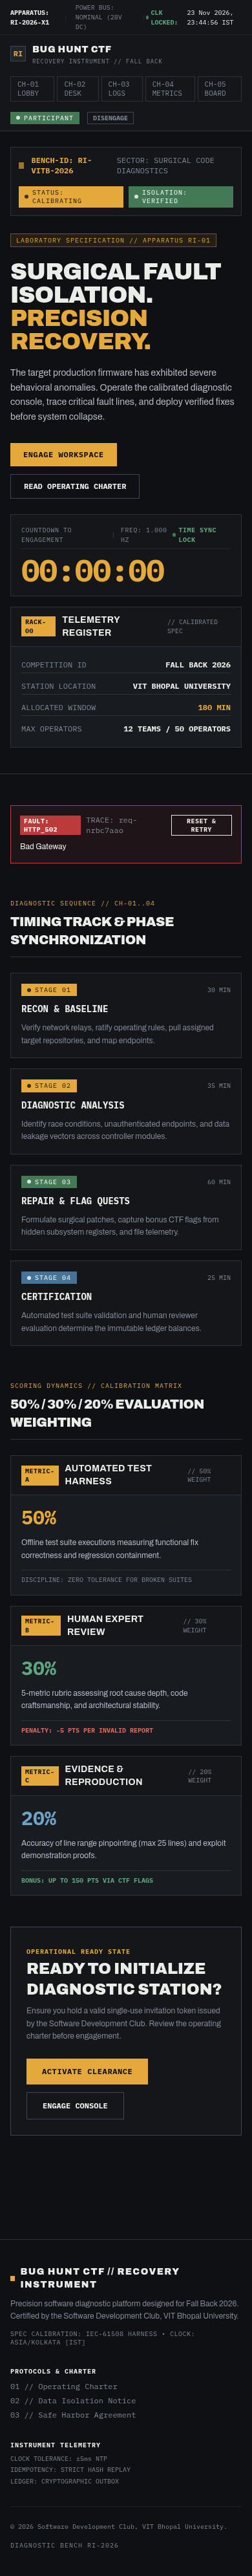 APPARATUS: RI-2026-X1
POWER BUS: NOMINAL (20V DC)
CLK LOCKED:
23 Nov 2026, 23:44:56 IST
RI
BUG HUNT CTF
RECOVERY INSTRUMENT // FALL BACK
CH-01 LOBBY
CH-02 DESK
CH-03 LOGS
CH-04 METRICS
CH-05 BOARD
PARTICIPANT
DISENGAGE
BENCH-ID: RI-VITB-2026
SECTOR: SURGICAL CODE DIAGNOSTICS
STATUS: CALIBRATING
ISOLATION: VERIFIED
LABORATORY SPECIFICATION // APPARATUS RI-01
SURGICAL FAULT
ISOLATION.
PRECISION
RECOVERY.
The target production firmware has exhibited severe
behavioral anomalies. Operate the calibrated diagnostic
console, trace critical fault lines, and deploy verified fixes
before system collapse.
ENGAGE WORKSPACE
READ OPERATING CHARTER
COUNTDOWN TO ENGAGEMENT
FREQ: 1.000 HZ
TIME SYNC LOCK
00:00:00
RACK-00
TELEMETRY REGISTER
// CALIBRATED SPEC
COMPETITION ID FALL BACK 2026
STATION LOCATION VIT BHOPAL UNIVERSITY
ALLOCATED WINDOW 180 MIN
MAX OPERATORS 12 TEAMS / 50 OPERATORS
FAULT: HTTP_502
TRACE: req-nrbc7aao
RESET & RETRY
Bad Gateway
DIAGNOSTIC SEQUENCE // CH-01..04
TIMING TRACK & PHASE
SYNCHRONIZATION
STAGE 01 30 MIN
RECON & BASELINE
Verify network relays, ratify operating rules, pull assigned
target repositories, and map endpoints.
STAGE 02 35 MIN
DIAGNOSTIC ANALYSIS
Identify race conditions, unauthenticated endpoints, and data
leakage vectors across controller modules.
STAGE 03 60 MIN
REPAIR & FLAG QUESTS
Formulate surgical patches, capture bonus CTF flags from
hidden subsystem registers, and file telemetry.
STAGE 04 25 MIN
CERTIFICATION
Automated test suite validation and human reviewer
evaluation determine the immutable ledger balances.
SCORING DYNAMICS // CALIBRATION MATRIX
50% / 30% / 20% EVALUATION
WEIGHTING
METRIC-A
AUTOMATED TEST HARNESS
// 50% WEIGHT
50%
Offline test suite executions measuring functional fix
correctness and regression containment.
DISCIPLINE: ZERO TOLERANCE FOR BROKEN SUITES
METRIC-B
HUMAN EXPERT REVIEW
// 30% WEIGHT
30%
5-metric rubric assessing root cause depth, code
craftsmanship, and architectural stability.
PENALTY: -5 PTS PER INVALID REPORT
METRIC-C
EVIDENCE & REPRODUCTION
// 20% WEIGHT
20%
Accuracy of line range pinpointing (max 25 lines) and exploit
demonstration proofs.
BONUS: UP TO 150 PTS VIA CTF FLAGS
OPERATIONAL READY STATE
READY TO INITIALIZE
DIAGNOSTIC STATION?
Ensure you hold a valid single-use invitation token issued
by the Software Development Club. Review the operating
charter before engagement.
ACTIVATE CLEARANCE
ENGAGE CONSOLE
BUG HUNT CTF // RECOVERY
INSTRUMENT
Precision software diagnostic platform designed for Fall Back 2026.
Certified by the Software Development Club, VIT Bhopal University.
SPEC CALIBRATION: IEC-61508 HARNESS • CLOCK:
ASIA/KOLKATA [IST]
PROTOCOLS & CHARTER
01 // Operating Charter
02 // Data Isolation Notice
03 // Safe Harbor Agreement
INSTRUMENT TELEMETRY
CLOCK TOLERANCE: ±5ms NTP
IDEMPOTENCY: STRICT HASH REPLAY
LEDGER: CRYPTOGRAPHIC OUTBOX
© 2026 Software Development Club, VIT Bhopal University.
DIAGNOSTIC BENCH RI-2026